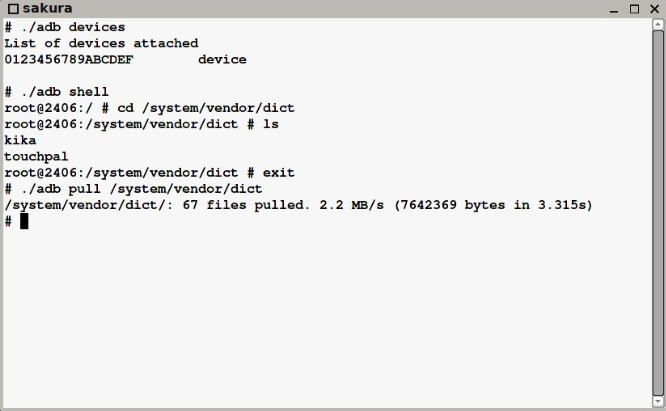 sakura
# ./adb devices
List of devices attached
0123456789ABCDEF        device
# ./adb shell
root@2406:/ # cd /system/vendor/dict
root@2406:/system/vendor/dict # ls
kika
touchpal
root@2406:/system/vendor/dict # exit
# ./adb pull /system/vendor/dict
/system/vendor/dict/: 67 files pulled. 2.2 MB/s (7642369 bytes in 3.315s)
#